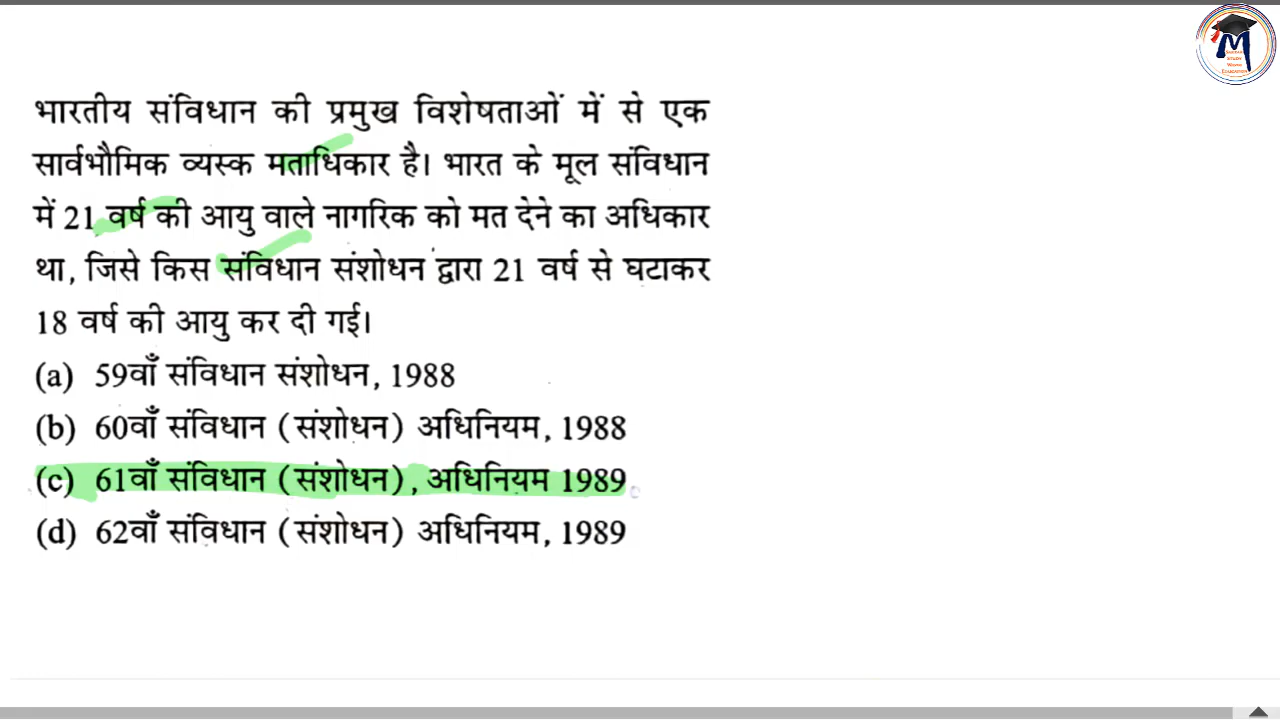 भारतीय संविधान की प्रमुख विशेषताओं में से एक
सार्वभौमिक व्यस्क मताधिकार है। भारत के मूल संविधान
में 21 वर्ष की आयु वाले नागरिक को मत देने का अधिकार
था, जिसे किस संविधान संशोधन द्वारा 21 वर्ष से घटाकर
18 वर्ष की आयु कर दी गई।
(a) 59वाँ संविधान संशोधन, 1988
(b) 60वाँ संविधान (संशोधन) अधिनियम, 1988
(c) 61वाँ संविधान (संशोधन), अधिनियम 1989
(d) 62वाँ संविधान (संशोधन) अधिनियम, 1989
M
STUDY
EDUCATION